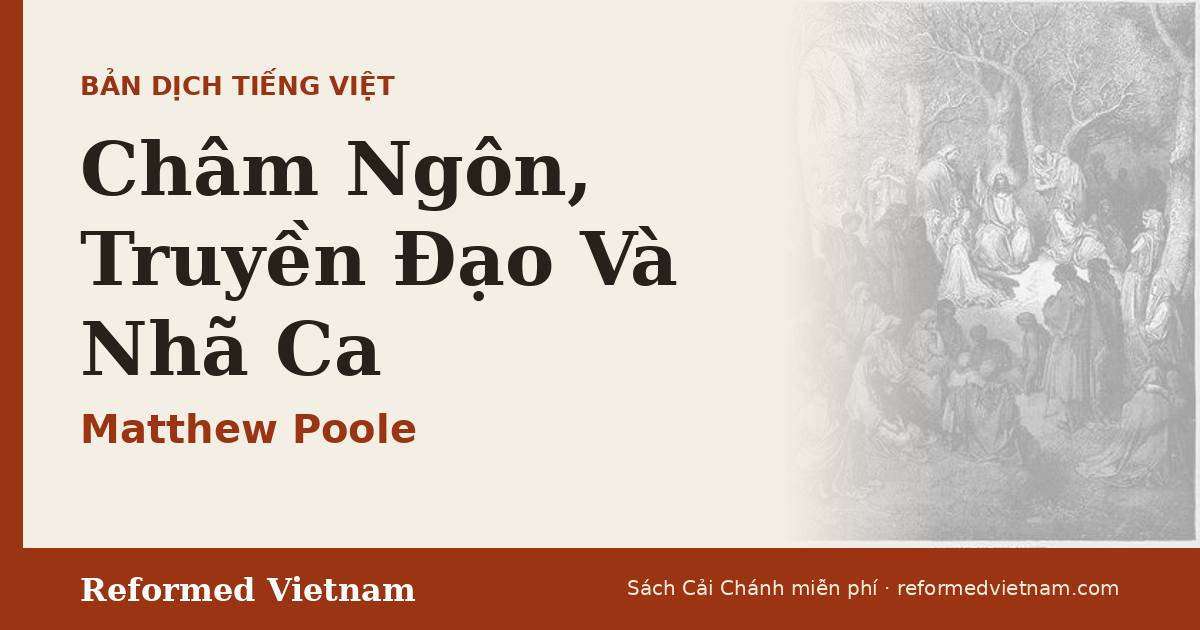 BẢN DỊCH TIẾNG VIỆT
Châm Ngôn,
Truyền Đạo Và
Nhã Ca
Matthew Poole
Reformed Vietnam
Sách Cải Chánh miễn phí · reformedvietnam.com